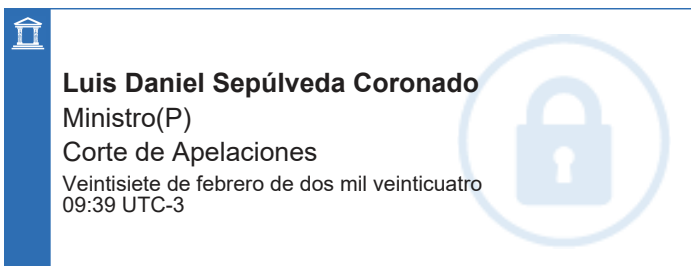 Luis Daniel Sepúlveda Coronado
Ministro(P)
Corte de Apelaciones
Veintisiete de febrero de dos mil veinticuatro
09:39 UTC-3